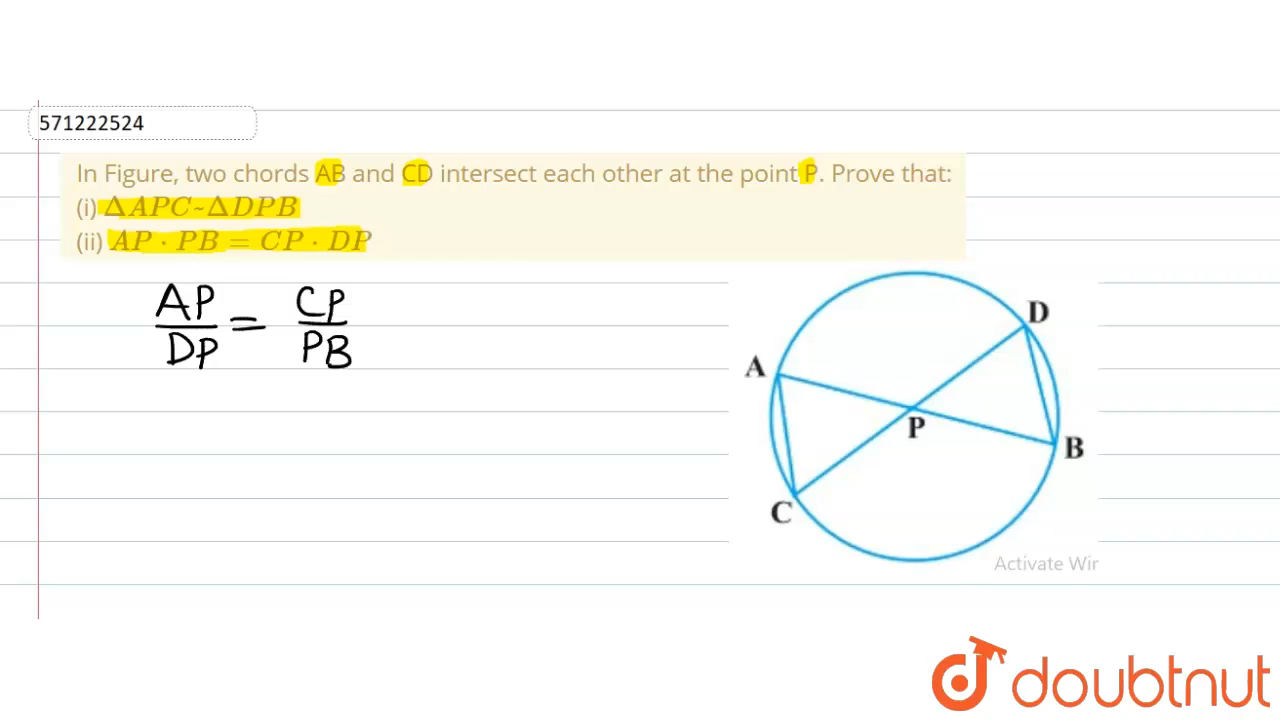 571222524
In Figure, two chords AB and CD intersect each other at the point P. Prove that:
(i) ΔAPC~ΔDPB
(ii) AP · PB = CP · DP
AP/DP = CP/PB
D
A
P
B
C
Activate Wir
doubtnut